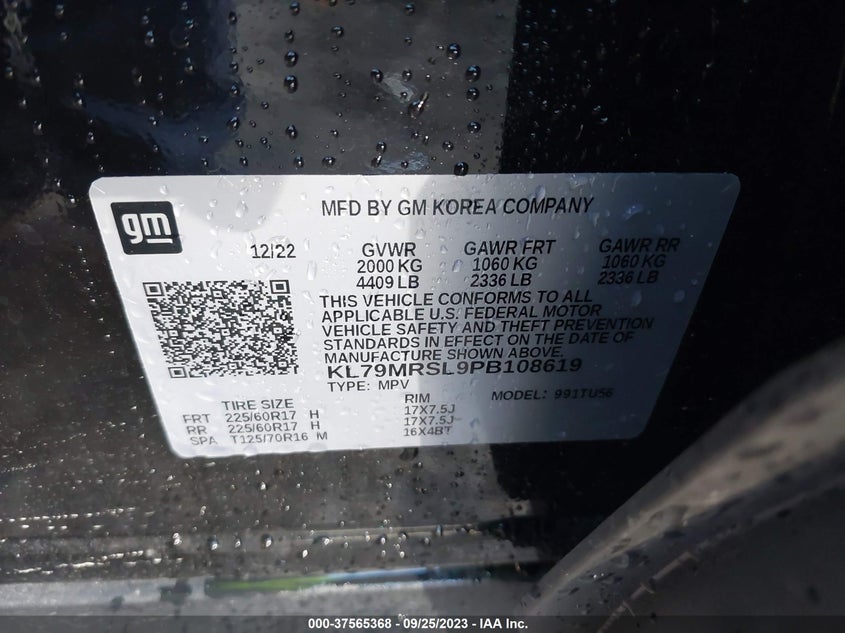 gm
MFD BY GM KOREA COMPANY
12/22 GVWR GAWR FRT GAWR RR
2000 KG 1060 KG 1060 KG
4409 LB 2336 LB 2336 LB
THIS VEHICLE CONFORMS TO ALL
APPLICABLE U.S. FEDERAL MOTOR
VEHICLE SAFETY AND THEFT PREVENTION
STANDARDS IN EFFECT ON THE DATE OF
MANUFACTURE SHOWN ABOVE.
KL79MRSL9PB108619
TYPE: MPV MODEL: 991TU56
TIRE SIZE RIM
FRT 225/60R17 H 17X7.5J
RR 225/60R17 H 17X7.5J
SPA T125/70R16 M 16X4BT
000-37565368 - 09/25/2023 - IAA Inc.